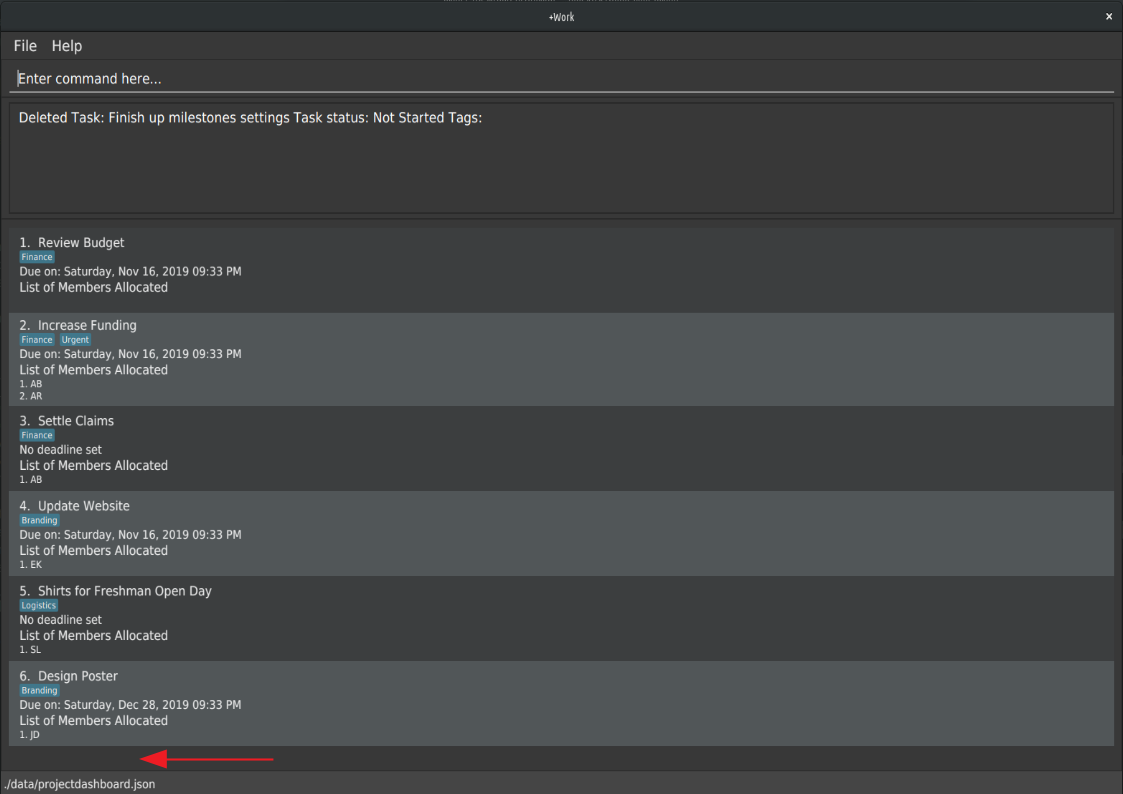 +Work
×
File Help
Enter command here...
Deleted Task: Finish up milestones settings Task status: Not Started Tags:
1. Review Budget
Finance
Due on: Saturday, Nov 16, 2019 09:33 PM
List of Members Allocated
2. Increase Funding
Finance Urgent
Due on: Saturday, Nov 16, 2019 09:33 PM
List of Members Allocated
1. AB
2. AR
3. Settle Claims
Finance
No deadline set
List of Members Allocated
1. AB
4. Update Website
Branding
Due on: Saturday, Nov 16, 2019 09:33 PM
List of Members Allocated
1. EK
5. Shirts for Freshman Open Day
Logistics
No deadline set
List of Members Allocated
1. SL
6. Design Poster
Branding
Due on: Saturday, Dec 28, 2019 09:33 PM
List of Members Allocated
1. JD
./data/projectdashboard.json